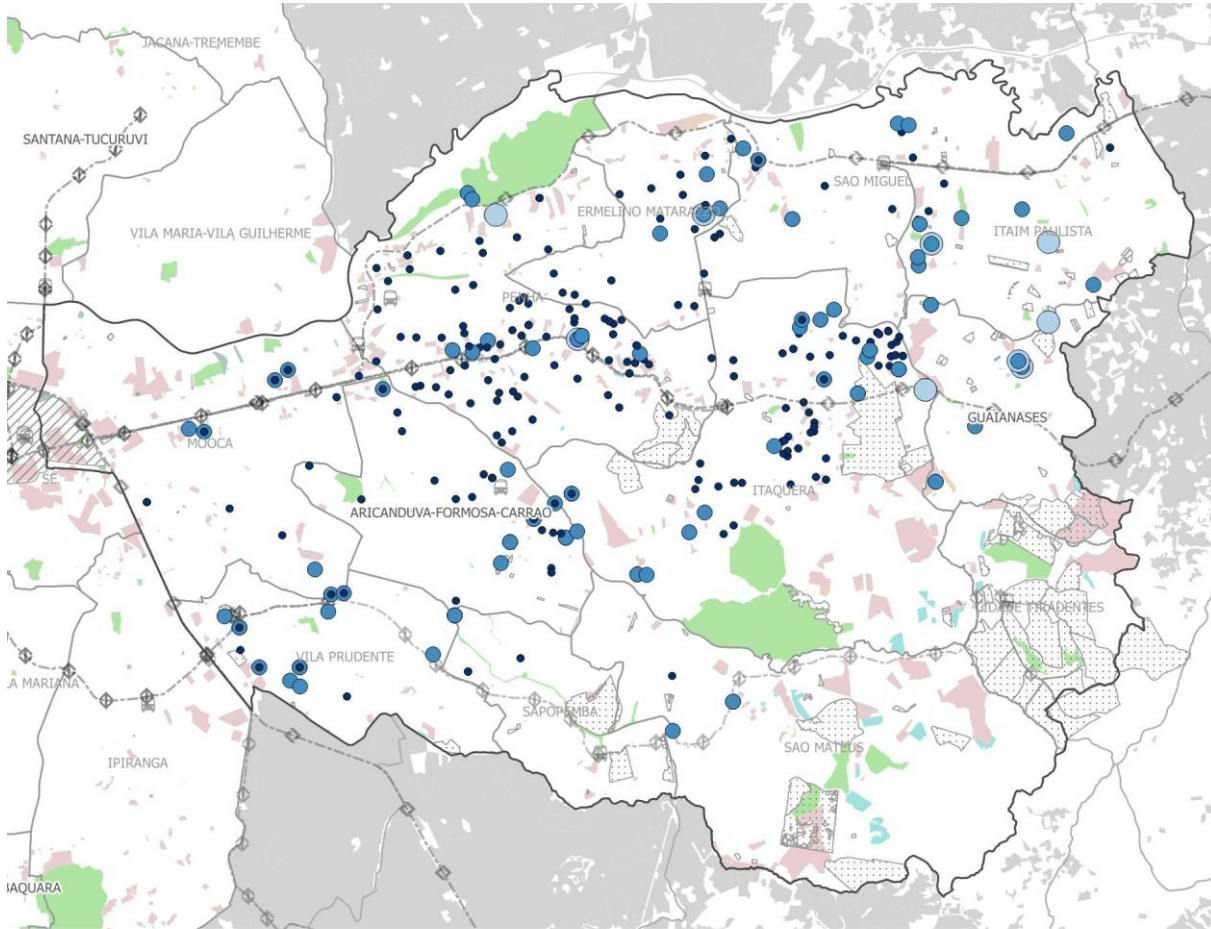 JACANA-TREMEMBE
SANTANA-TUCURUVI
SAO MIGUEL
VILA MARIA-VILA GUILHERME
ERMELINO MATARAZZO
ITAIM PAULISTA
PENHA
GUAIANASES
MOOCA
SE
ITAQUERA
ARICANDUVA-FORMOSA-CARRAO
CIDADE TIRADENTES
VILA PRUDENTE
LA MARIANA
SAPOPEMBA
SAO MATEUS
IPIRANGA
BAQUARA